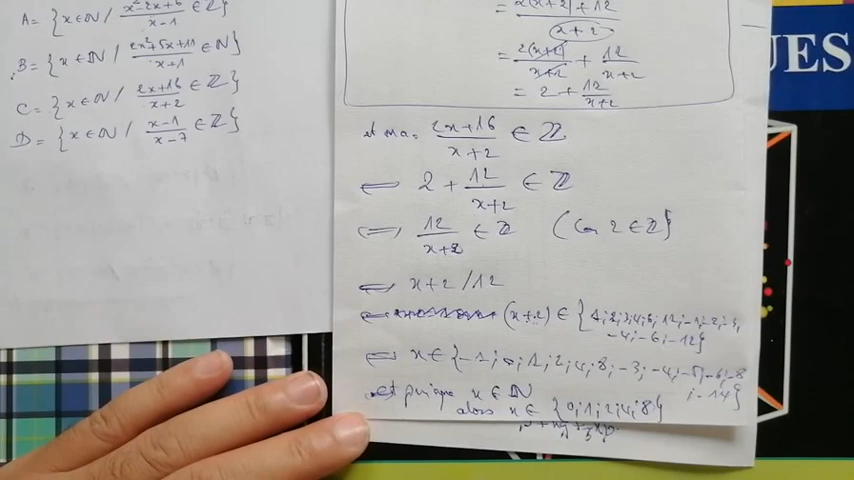 A = { x ∈ Z / (x² - 2x + 6)/(x - 1) ∈ Z }
B = { x ∈ N / (2x² + 5x + 11)/(x + 1) ∈ N }
C = { x ∈ N / (2x + 16)/(x + 2) ∈ Z }
D = { x ∈ N / (x - 1)/(x - 7) ∈ Z }
= (2(x+2) + 12)/(x + 2)
= 2(x+2)/(x+2) + 12/(x+2)
= 2 + 12/(x+2)
et ma = (2x + 16)/(x + 2) ∈ Z
⟺ 2 + 12/(x+2) ∈ Z
⟺ 12/(x+2) ∈ Z (Car 2 ∈ Z)
⟺ x+2 / 12
⟺ (x+2) ∈ { 1; 2; 3; 4; 6; 12; -1; -2; -3;
-4; -6; -12}
⟺ x ∈ {-1; 0; 1; 2; 4; 8; -3; -4; -5; -6; -8
; -14}
et puisque x ∈ N
alors x ∈ {0; 1; 2; 4; 8}
UES